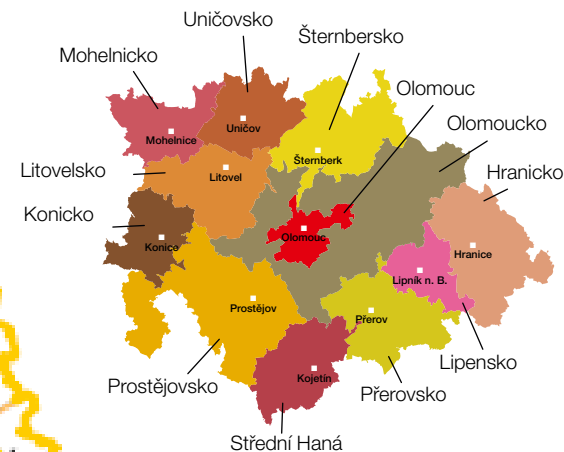 Uničovsko
Šternbersko
Mohelnicko
Olomouc
Olomoucko
Litovelsko
Hranicko
Konicko
Mohelnice
Uničov
Šternberk
Litovel
Olomouc
Konice
Hranice
Lipník n. B.
Prostějov
Přerov
Kojetín
Lipensko
Prostějovsko
Přerovsko
Střední Haná